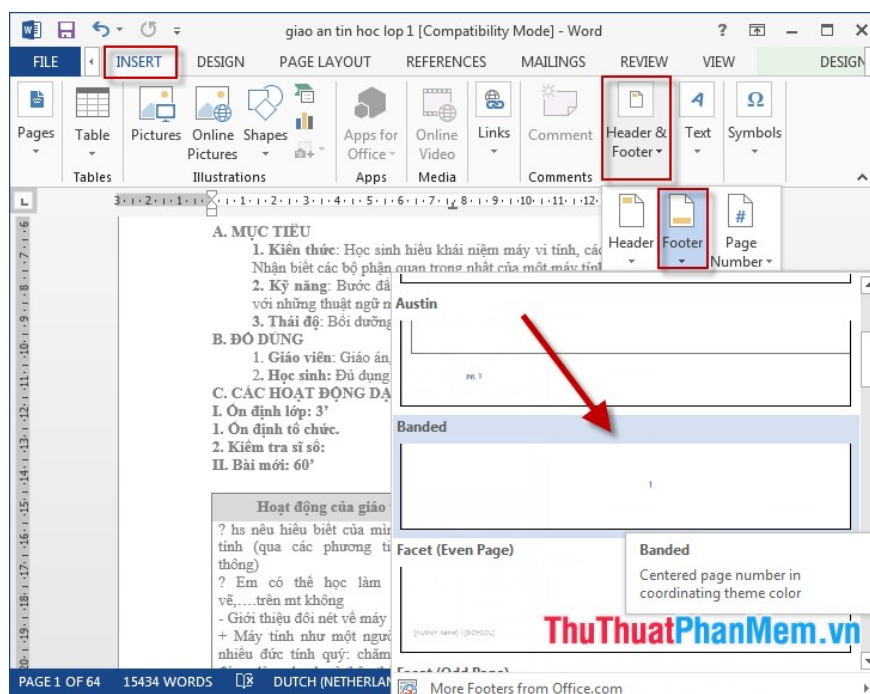 giao an tin hoc lop 1 [Compatibility Mode] - Word
FILE INSERT DESIGN PAGE LAYOUT REFERENCES MAILINGS REVIEW VIEW DESIGN
Pages Table Pictures Online Pictures Shapes Apps for Office Online Video Links Comment Header & Footer Text Symbols
Tables Illustrations Apps Media Comments
Header Footer Page Number
A. MỤC TIÊU
1. Kiến thức: Học sinh hiểu khái niệm máy vi tính, các
Nhận biết các bộ phận quan trọng nhất của một máy tính
2. Kỹ năng: Bước đầ
với những thuật ngữ m
3. Thái độ: Bồi dưỡng
B. ĐỒ DÙNG
1. Giáo viên: Giáo án,
2. Học sinh: Đủ dụng
C. CÁC HOẠT ĐỘNG DẠ
I. Ổn định lớp: 3’
1. Ổn định tổ chức.
2. Kiểm tra sĩ số:
II. Bài mới: 60’
Hoạt động của giáo
? hs nêu hiểu biết của mìn
tính (qua các phương ti
thông)
? Em có thể học làm
vẽ,....trên mt không
- Giới thiệu đôi nét về máy
+ Máy tính như một ngườ
nhiều đức tính quý: chăm
Austin
pg. 1
Banded
1
Facet (Even Page)
[Author name] | [SCHOOL]
Banded
Centered page number in
coordinating theme color
Facet (Odd Page)
More Footers from Office.com
ThuThuatPhanMem.vn
PAGE 1 OF 64 15434 WORDS DUTCH (NETHERLAN